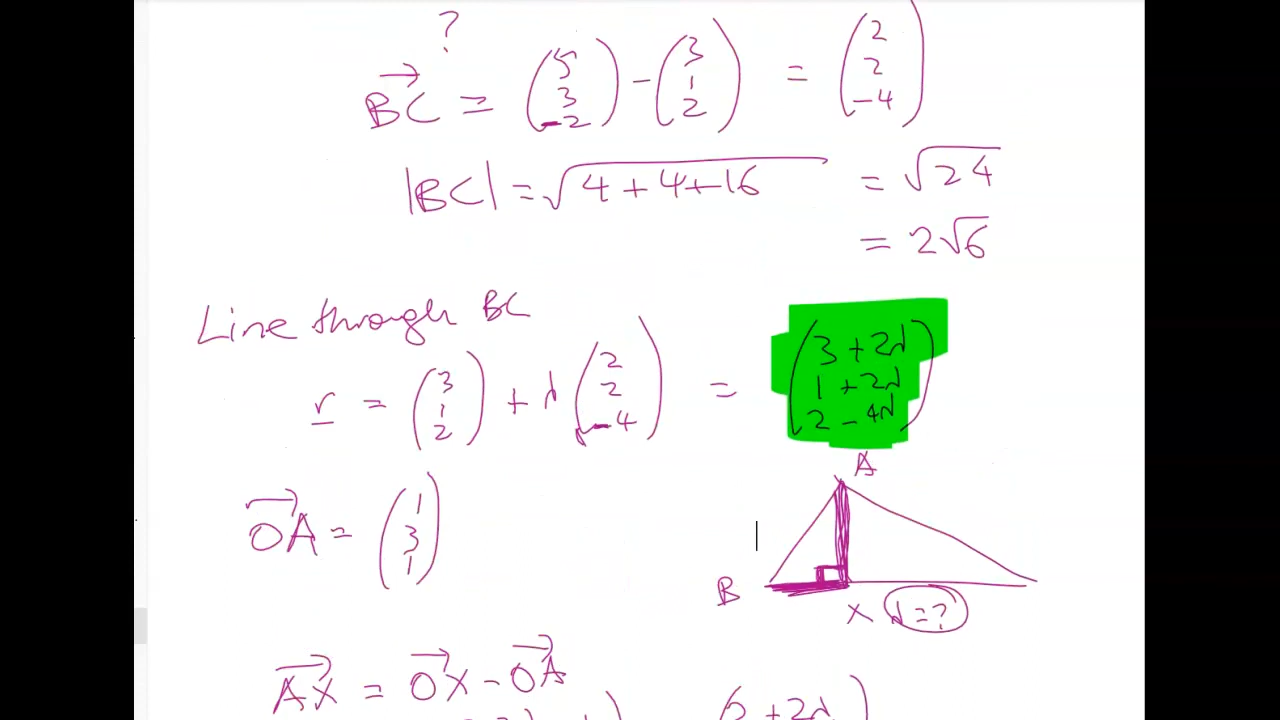 ?
BC = (5 3 -2) - (3 1 2) = (2 2 -4)
|BC| = √4 + 4 + 16 = √24
= 2√6
Line through BC
r = (3 1 2) + λ (2 2 -4) = (3 + 2λ 1 + 2λ 2 - 4λ)
A
OA = (1 3 1)
B
X λ = ?
AX = OX - OA
+ 2λ